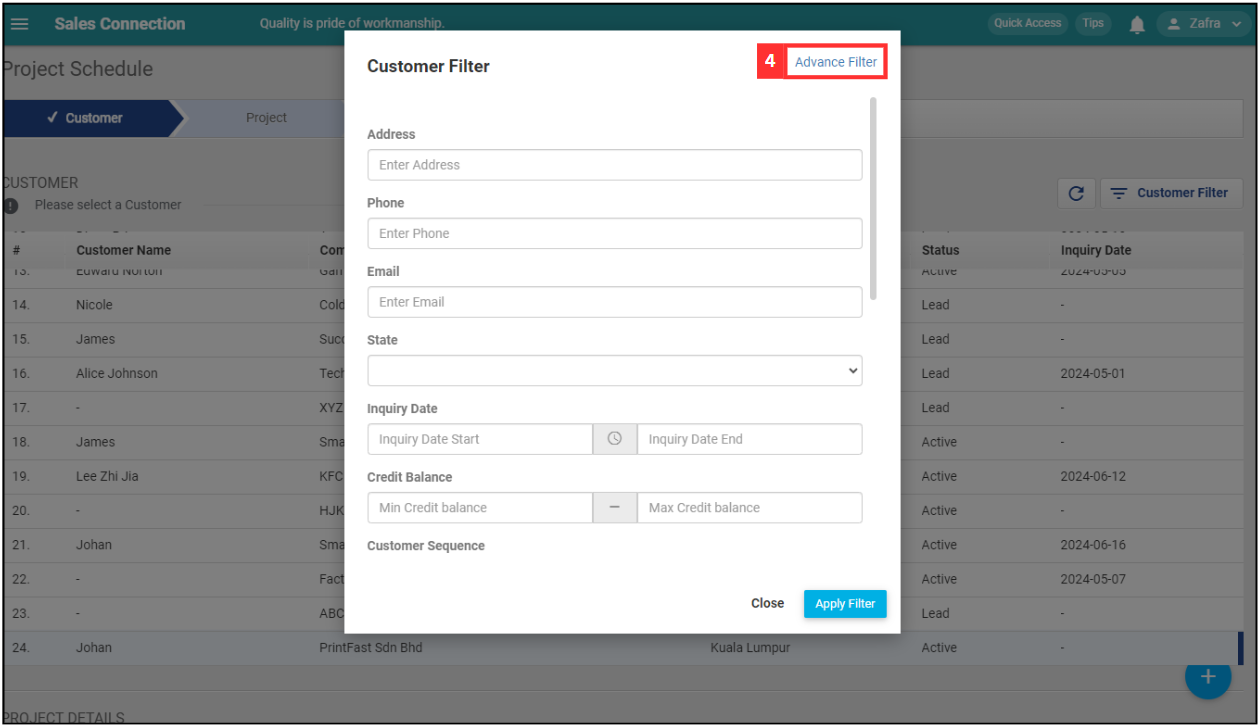 Sales Connection
Quality is pride of workmanship.
Quick Access
Tips
Zafra
Project Schedule
Customer
Project
CUSTOMER
Please select a Customer
Customer Filter
# Customer Name Status Inquiry Date
13. Edward Norton Active 2024-05-05
14. Nicole Cold Lead -
15. James Lead -
16. Alice Johnson Tech Lead 2024-05-01
17. - XYZ Lead -
18. James Sma Active -
19. Lee Zhi Jia KFC Active 2024-06-12
20. - HJK Active -
21. Johan Sma Active 2024-06-16
22. - Fact Active 2024-05-07
23. - ABC Lead -
24. Johan PrintFast Sdn Bhd Kuala Lumpur Active -
PROJECT DETAILS
Customer Filter
4 Advance Filter
Address
Enter Address
Phone
Enter Phone
Email
Enter Email
State
Inquiry Date
Inquiry Date Start
Inquiry Date End
Credit Balance
Min Credit balance
Max Credit balance
Customer Sequence
Close
Apply Filter